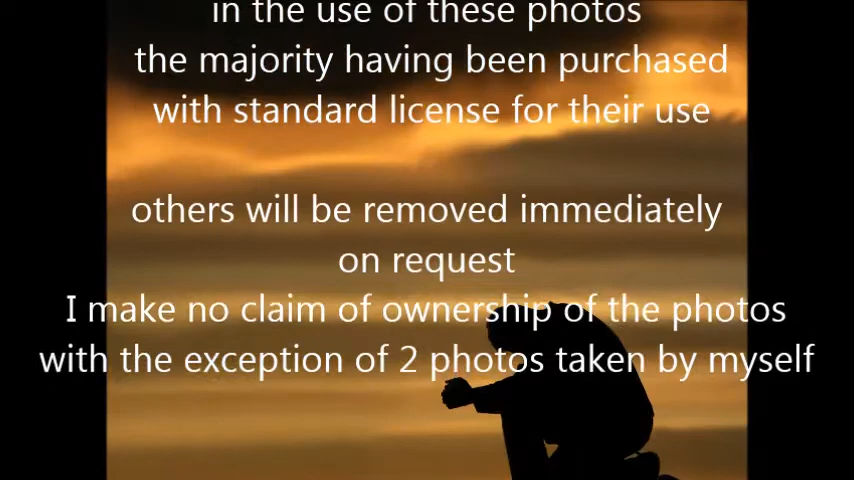 in the use of these photos
the majority having been purchased
with standard license for their use
others will be removed immediately
on request
I make no claim of ownership of the photos
with the exception of 2 photos taken by myself